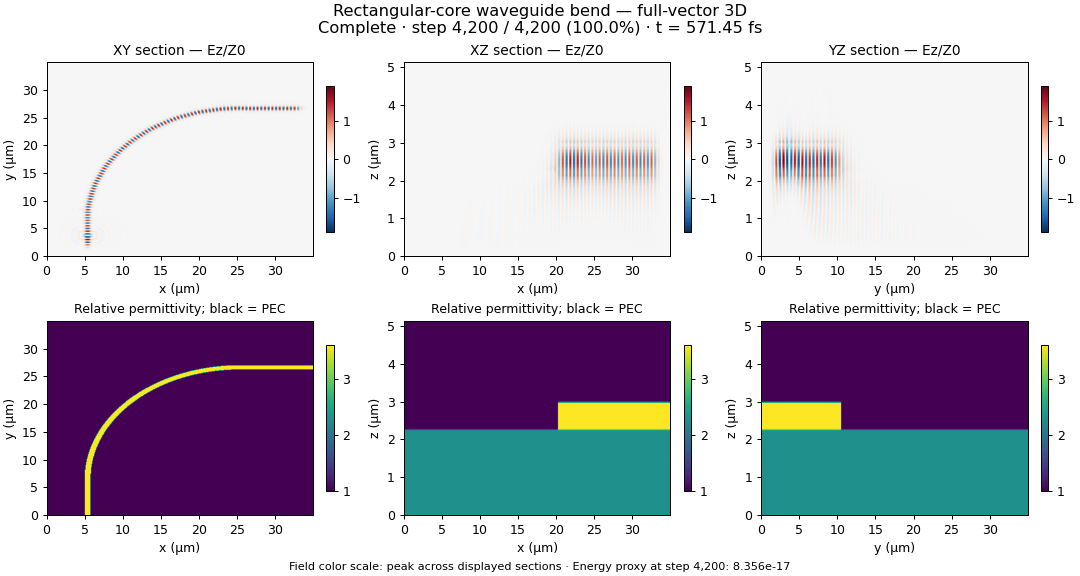 Rectangular-core waveguide bend — full-vector 3D
Complete · step 4,200 / 4,200 (100.0%) · t = 571.45 fs
XY section — Ez/Z0
y (μm)
30
25
20
15
10
5
0
0 5 10 15 20 25 30
x (μm)
1
0
−1
XZ section — Ez/Z0
z (μm)
5
4
3
2
1
0
0 5 10 15 20 25 30
x (μm)
1
0
−1
YZ section — Ez/Z0
z (μm)
5
4
3
2
1
0
0 5 10 15 20 25 30
y (μm)
1
0
−1
Relative permittivity; black = PEC
y (μm)
30
25
20
15
10
5
0
0 5 10 15 20 25 30
x (μm)
3
2
1
Relative permittivity; black = PEC
z (μm)
5
4
3
2
1
0
0 5 10 15 20 25 30
x (μm)
3
2
1
Relative permittivity; black = PEC
z (μm)
5
4
3
2
1
0
0 5 10 15 20 25 30
y (μm)
3
2
1
Field color scale: peak across displayed sections · Energy proxy at step 4,200: 8.356e-17